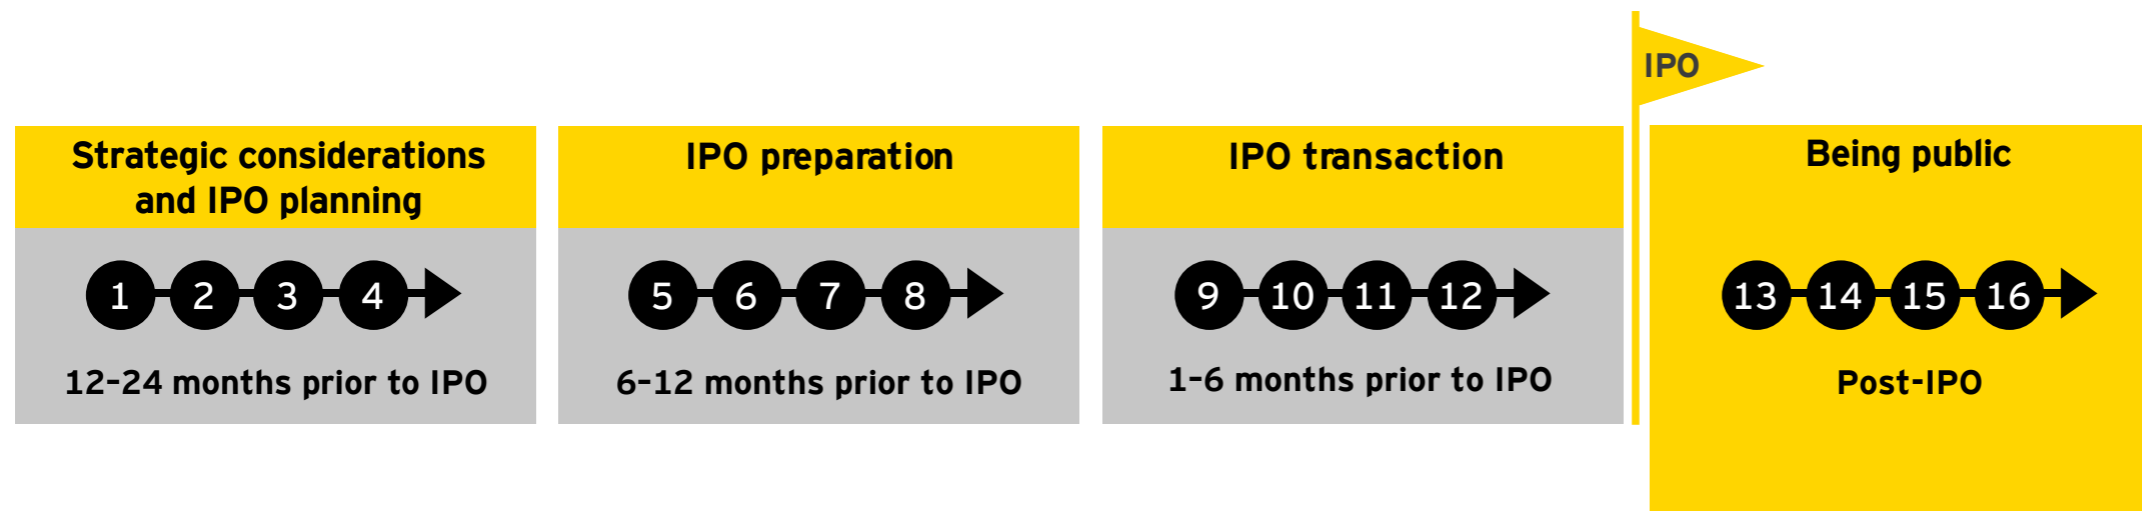 IPO
Strategic considerations
and IPO planning
1 2 3 4
12–24 months prior to IPO
IPO preparation
5 6 7 8
6–12 months prior to IPO
IPO transaction
9 10 11 12
1–6 months prior to IPO
Being public
13 14 15 16
Post-IPO